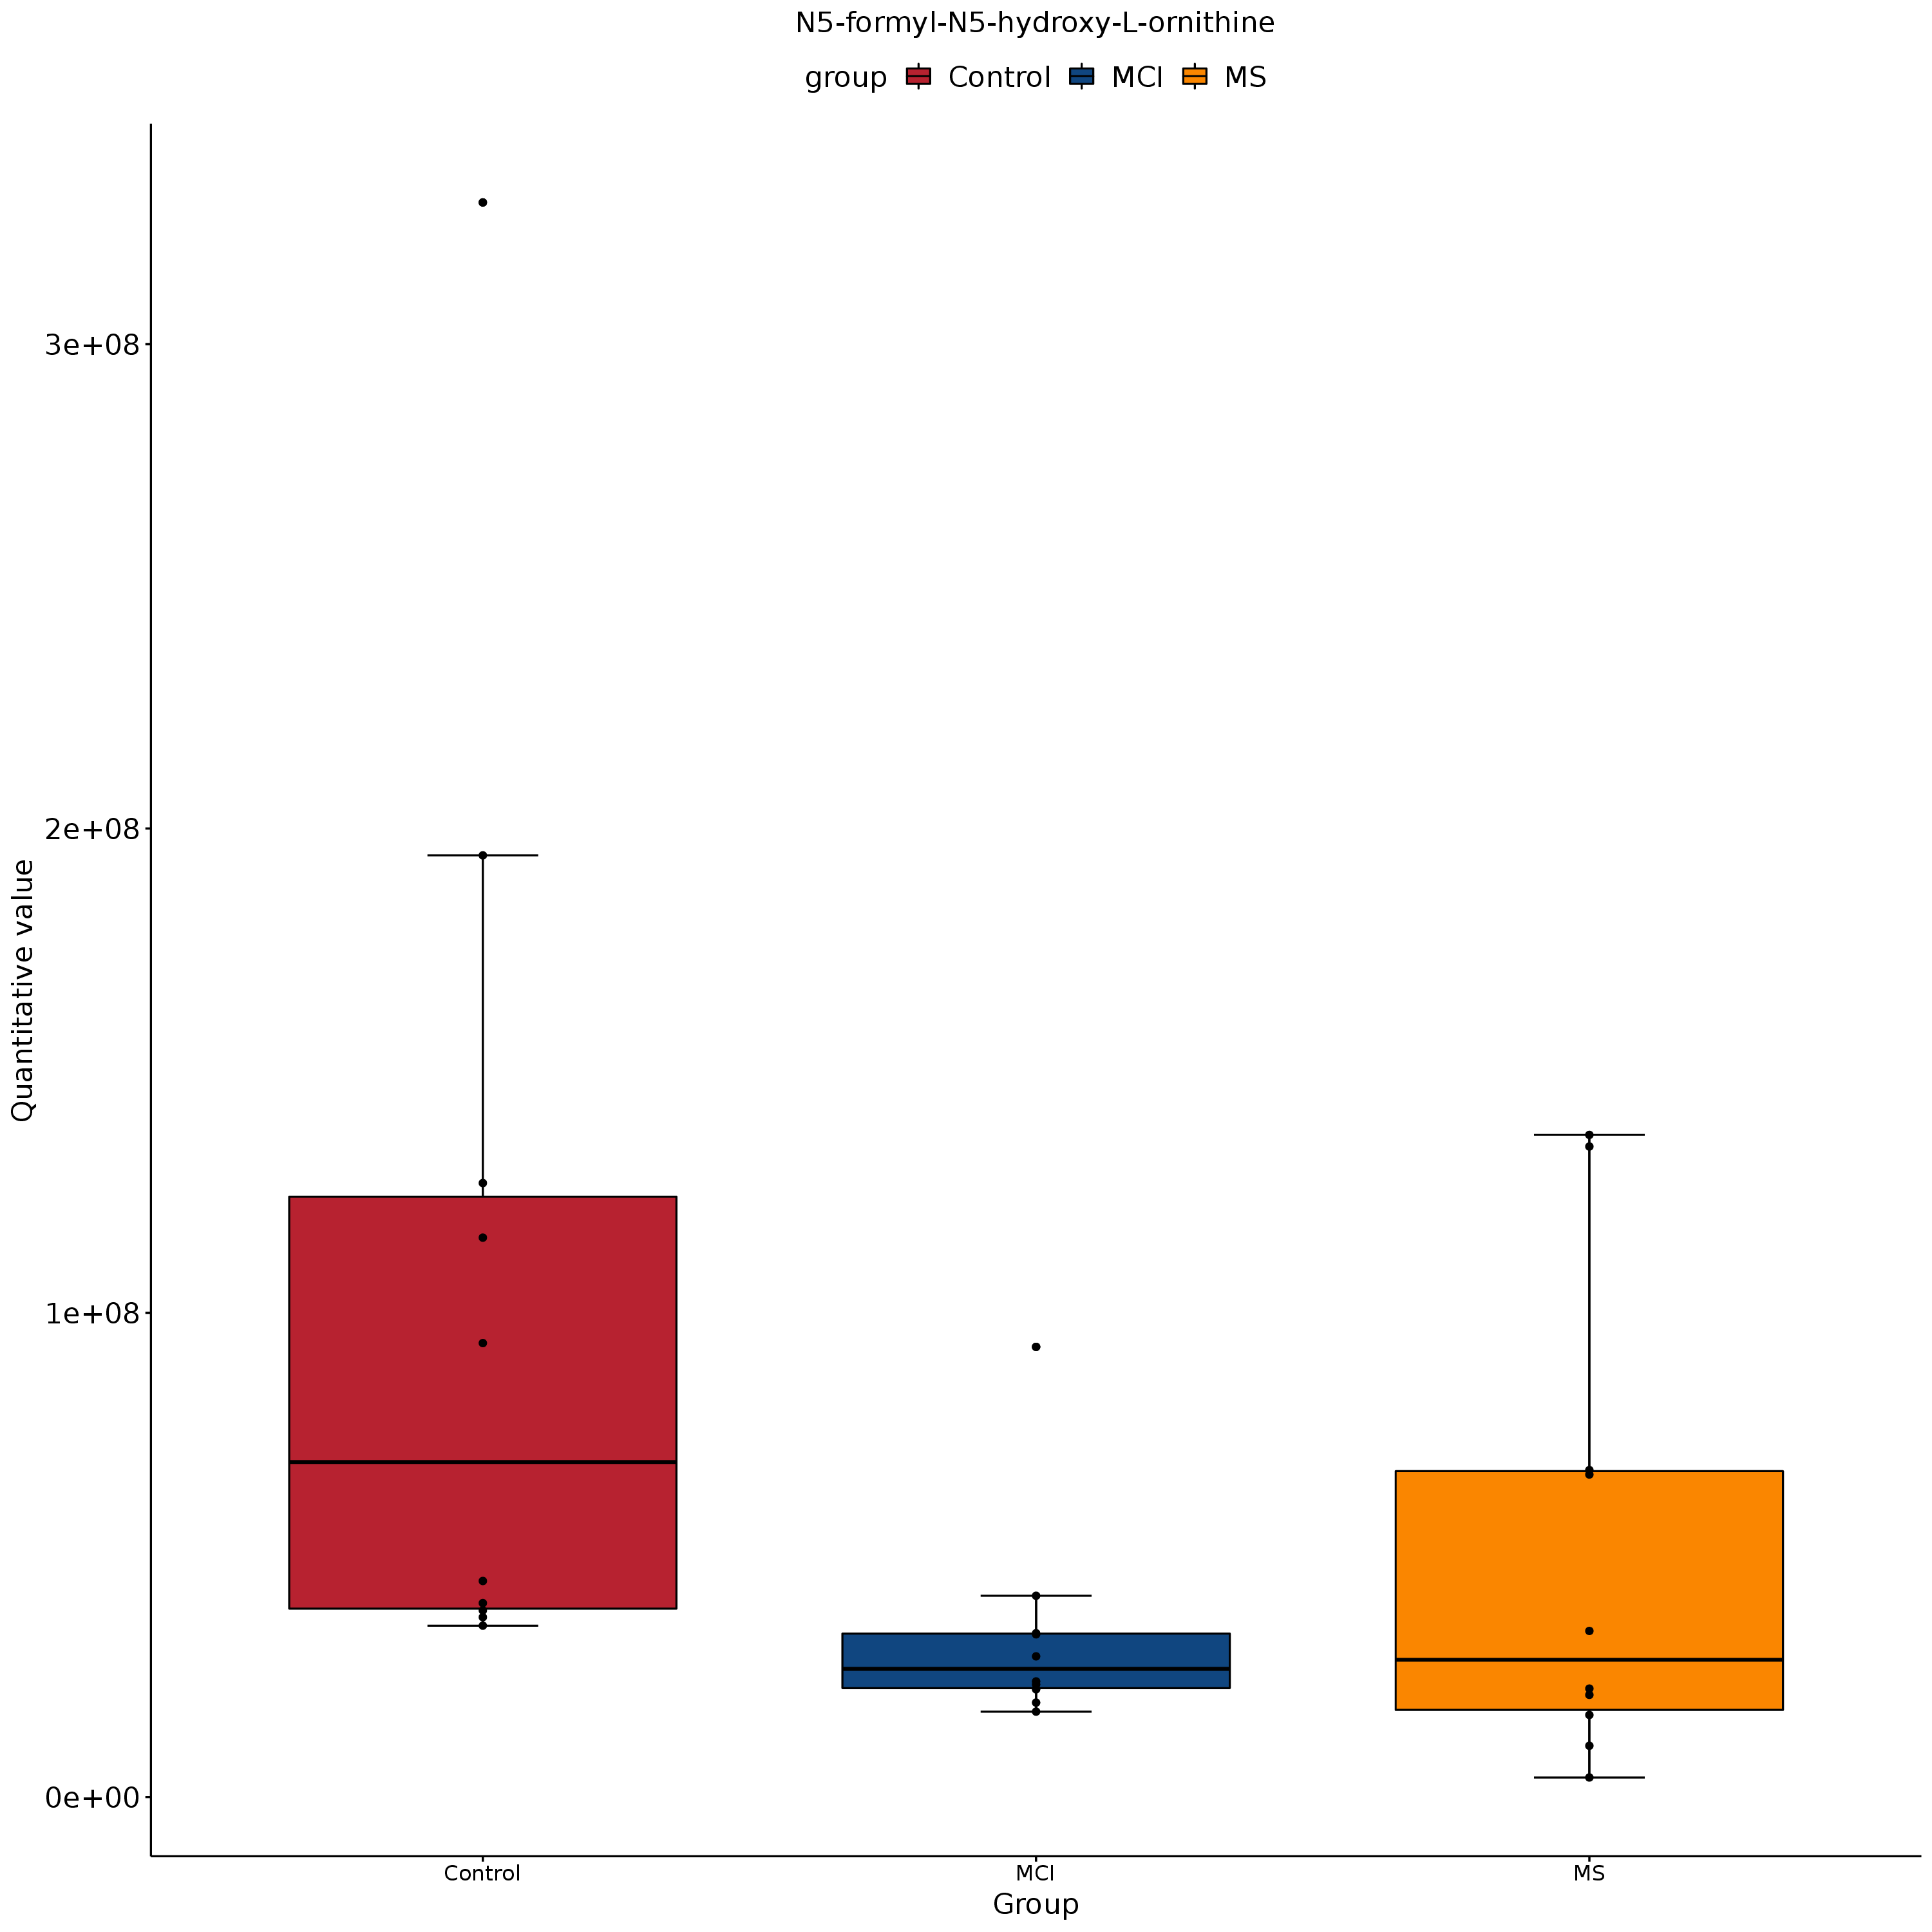 N5-formyl-N5-hydroxy-L-ornithine
group Control MCI MS
3e+08
2e+08
1e+08
0e+00
Quantitative value
Control MCI MS
Group